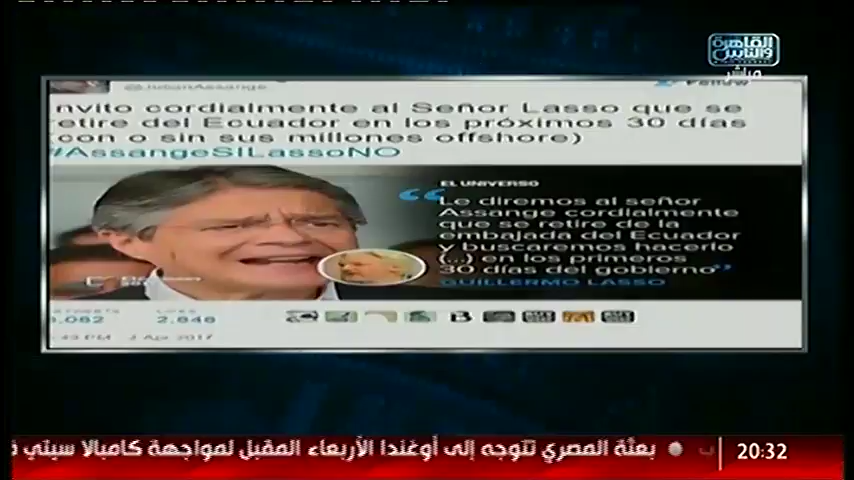 القاهرة
والناس
مباشر
@JulianAssange
Follow
nvito cordialmente al Señor Lasso que se
retire del Ecuador en los próximos 30 días
(con o sin sus millones offshore)
#AssangeSILassoNO
EL UNIVERSO
“Le diremos al señor
Assange cordialmente
que se retire de la
embajada de Ecuador
y buscaremos hacerlo
(...) en los primeros
30 días del gobierno”
GUILLERMO LASSO
2,848
2 Apr 2017
بعثة المصري تتوجه إلى أوغندا الأربعاء المقبل لمواجهة كامبالا سيتي
20:32